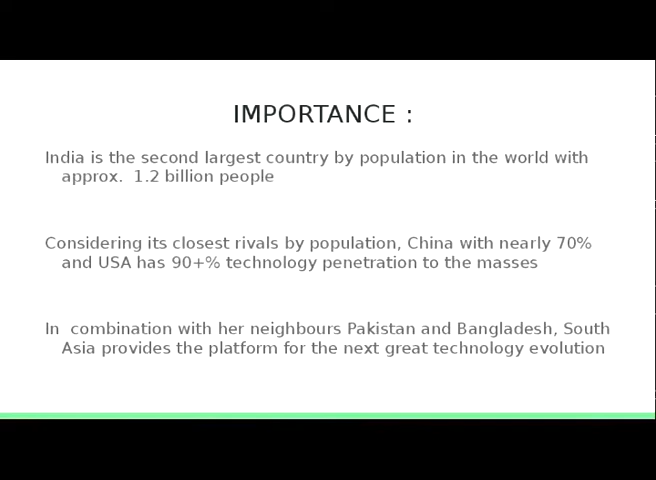 IMPORTANCE :
India is the second largest country by population in the world with
approx.  1.2 billion people
Considering its closest rivals by population, China with nearly 70%
and USA has 90+% technology penetration to the masses
In  combination with her neighbours Pakistan and Bangladesh, South
Asia provides the platform for the next great technology evolution